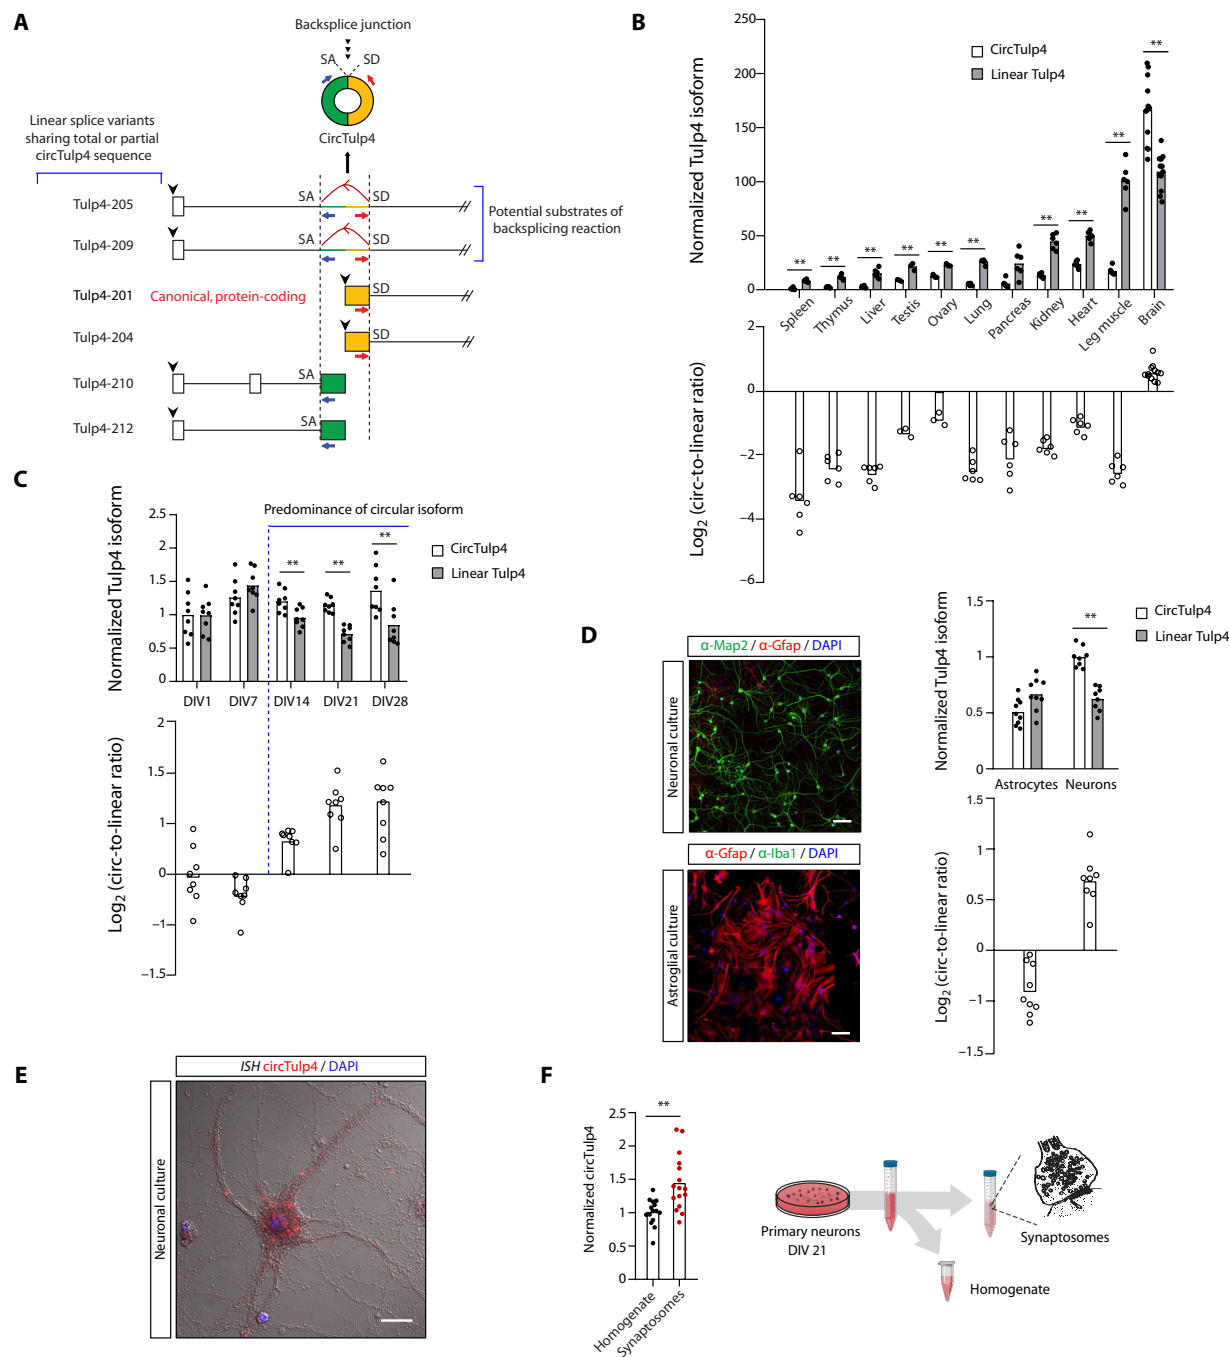 A
Backsplice junction
SA SD
CircTulp4
Linear splice variants
sharing total or partial
circTulp4 sequence
SA SD
Tulp4-205
SA SD
Tulp4-209
Potential substrates of
backsplicing reaction
Tulp4-201 Canonical, protein-coding SD
Tulp4-204 SD
Tulp4-210 SA
Tulp4-212 SA
B
Normalized Tulp4 isoform
250
200
150
100
50
0
CircTulp4
Linear Tulp4
** ** ** ** ** ** ** ** ** **
Spleen Thymus Liver Testis Ovary Lung Pancreas Kidney Heart Leg muscle Brain
Log2 (circ-to-linear ratio)
2
0
−2
−4
−6
C
Normalized Tulp4 isoform
2.5
2
1.5
1
0.5
0
Predominance of circular isoform
CircTulp4
Linear Tulp4
** ** **
DIV1 DIV7 DIV14 DIV21 DIV28
Log2 (circ-to-linear ratio)
2
1.5
1
0
−1
−1.5
D
α-Map2 / α-Gfap / DAPI
Neuronal culture
α-Gfap / α-Iba1 / DAPI
Astroglial culture
Normalized Tulp4 isoform
1.5
1
0.5
0
CircTulp4
Linear Tulp4
**
Astrocytes Neurons
Log2 (circ-to-linear ratio)
1.5
1
0.5
0
−1
−1.5
E
ISH circTulp4 / DAPI
Neuronal culture
F
Normalized circTulp4
2.5
2
1.5
1
0.5
0
**
Homogenate
Synaptosomes
Primary neurons
DIV 21
Synaptosomes
Homogenate